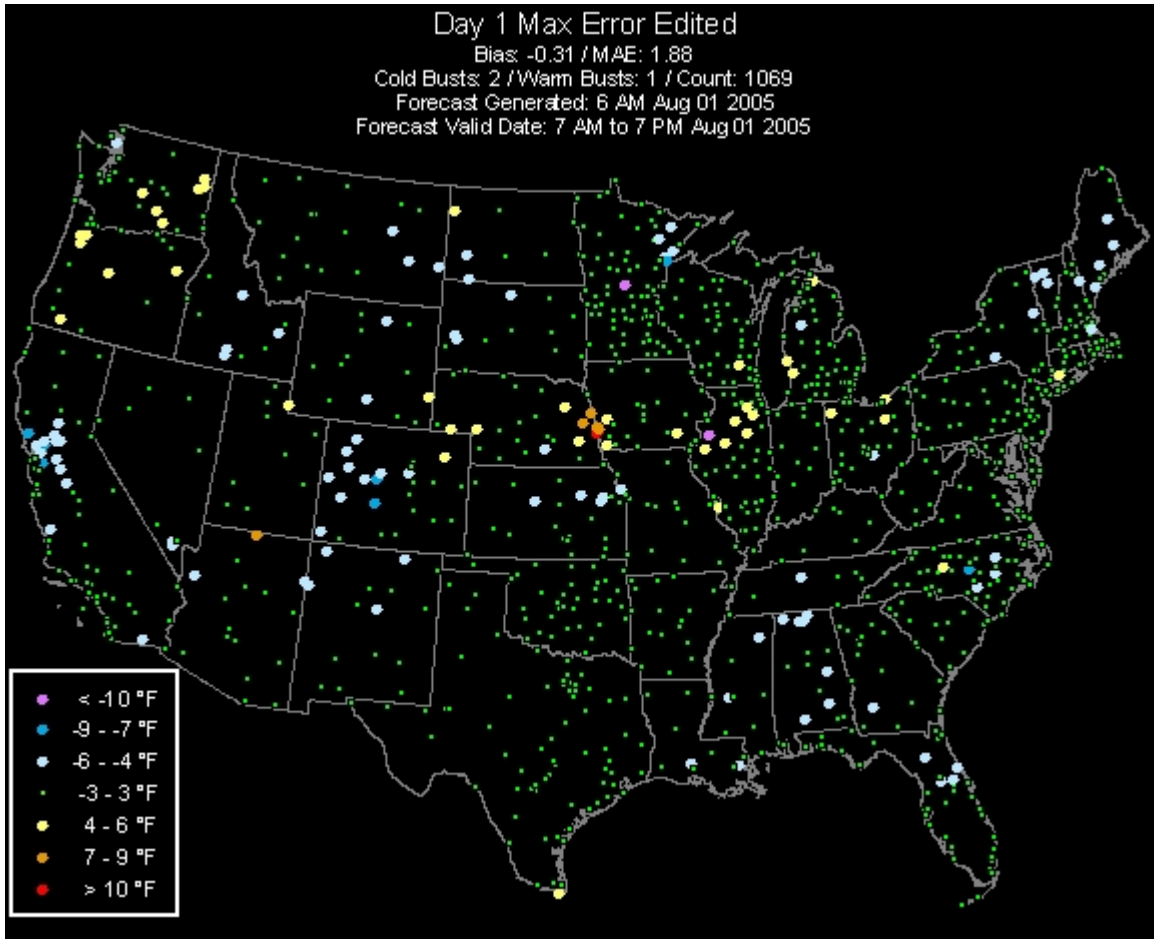 Day 1 Max Error Edited
Bias: -0.31 / MAE: 1.88
Cold Busts: 2 / Warm Busts: 1 / Count: 1069
Forecast Generated: 6 AM Aug 01 2005
Forecast Valid Date: 7 AM to 7 PM Aug 01 2005
< -10 °F
-9 - -7 °F
-6 - -4 °F
-3 - 3 °F
4 - 6 °F
7 - 9 °F
> 10 °F